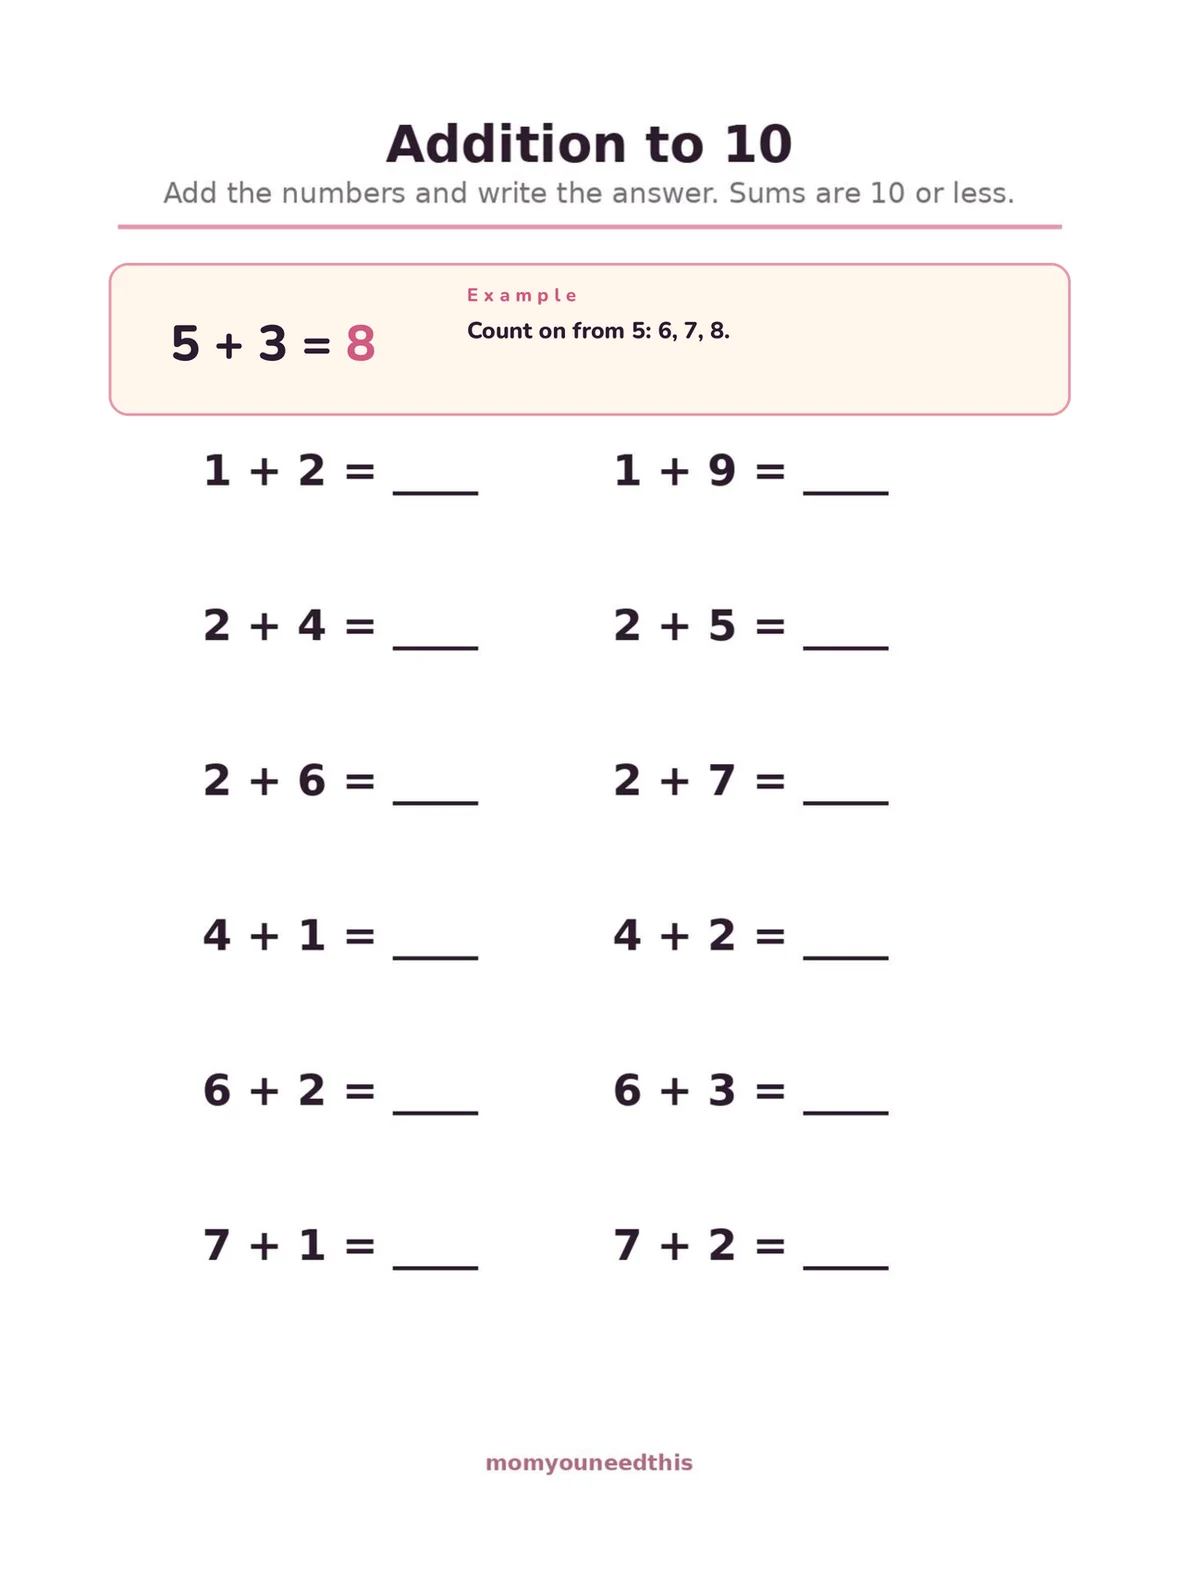 Addition to 10
Add the numbers and write the answer. Sums are 10 or less.
Example
5 + 3 = 8
Count on from 5: 6, 7, 8.
1 + 2 = ____
1 + 9 = ____
2 + 4 = ____
2 + 5 = ____
2 + 6 = ____
2 + 7 = ____
4 + 1 = ____
4 + 2 = ____
6 + 2 = ____
6 + 3 = ____
7 + 1 = ____
7 + 2 = ____
momyouneedthis